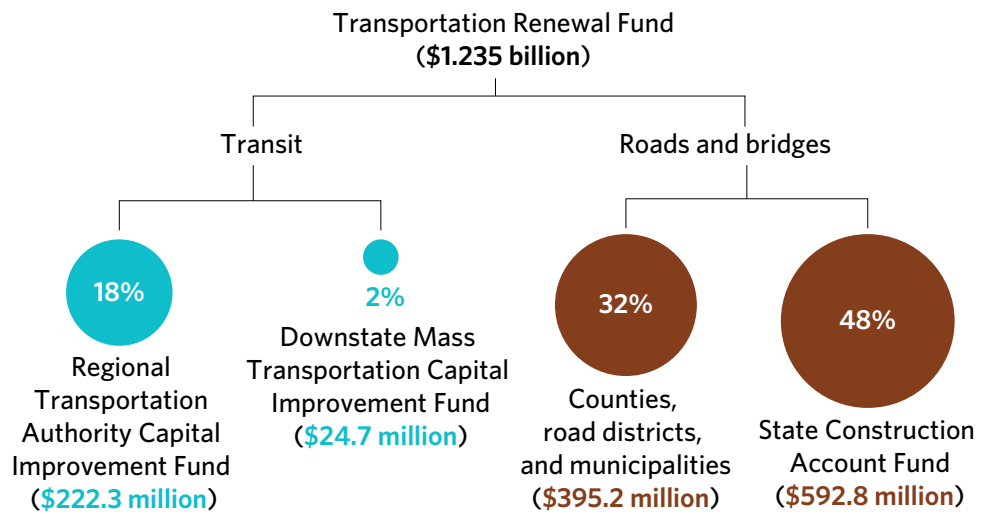 Transportation Renewal Fund
($1.235 billion)
Transit
Roads and bridges
18%
Regional
Transportation
Authority Capital
Improvement Fund
($222.3 million)
2%
Downstate Mass
Transportation Capital
Improvement Fund
($24.7 million)
32%
Counties,
road districts,
and municipalities
($395.2 million)
48%
State Construction
Account Fund
($592.8 million)